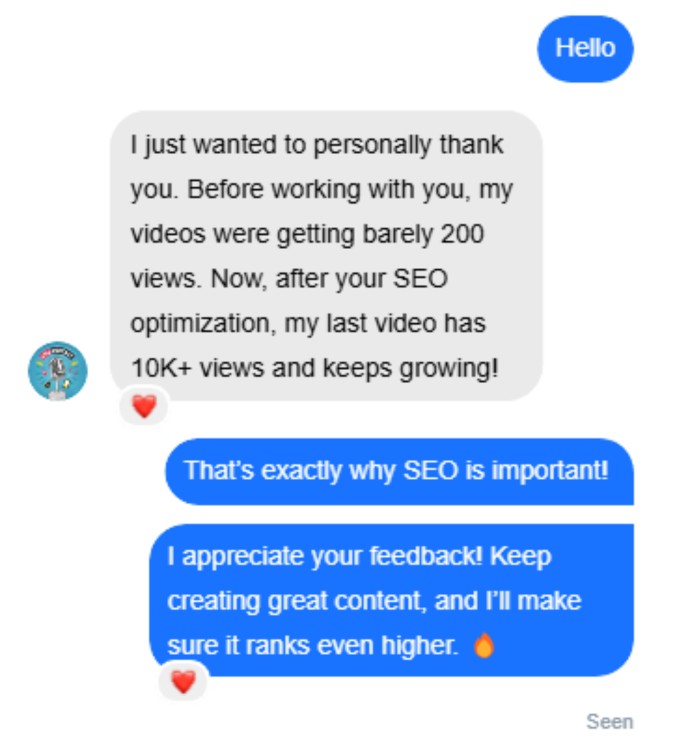 Hello
I just wanted to personally thank
you. Before working with you, my
videos were getting barely 200
views. Now, after your SEO
optimization, my last video has
10K+ views and keeps growing!
That's exactly why SEO is important!
I appreciate your feedback! Keep
creating great content, and I'll make
sure it ranks even higher. 🔥
Seen